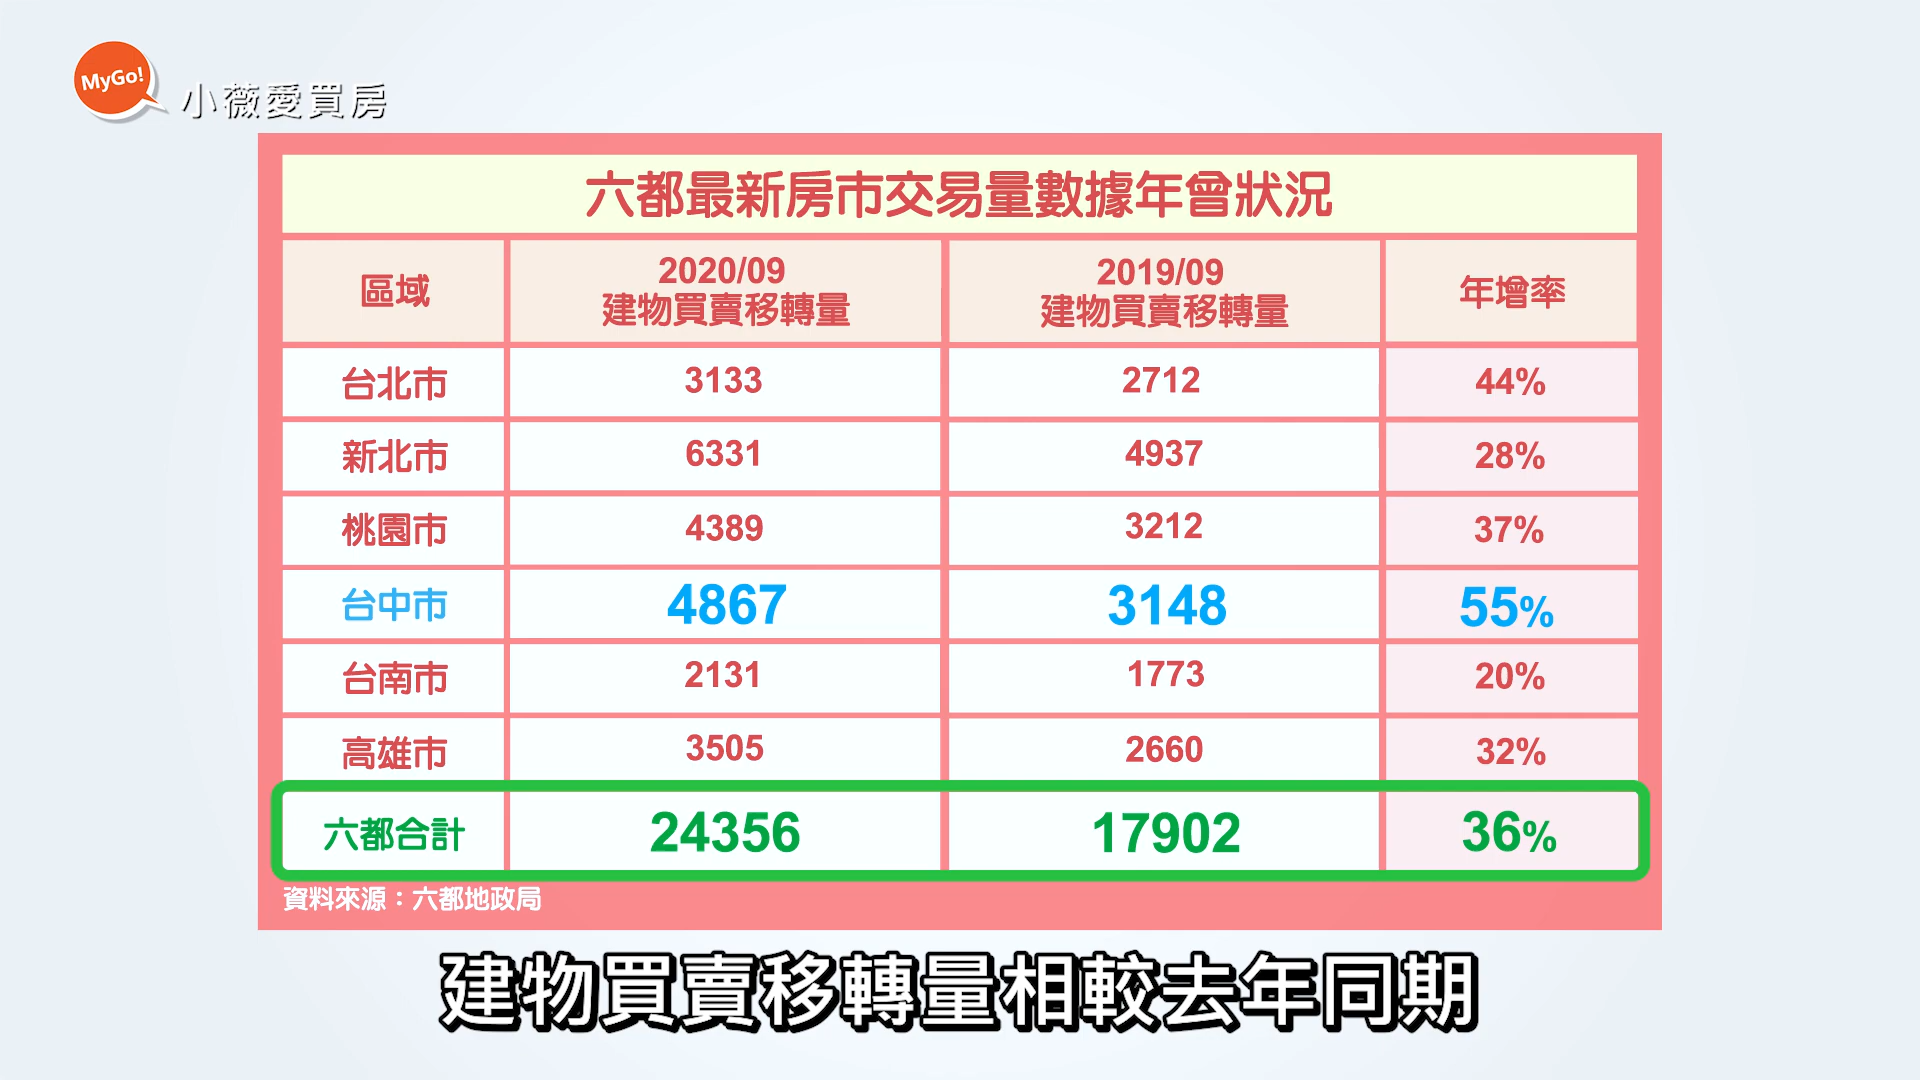 MyGo!
小薇愛買房
六都最新房市交易量數據年曾狀況
區域 2020/09 建物買賣移轉量 2019/09 建物買賣移轉量 年增率
台北市 3133 2712 44%
新北市 6331 4937 28%
桃園市 4389 3212 37%
台中市 4867 3148 55%
台南市 2131 1773 20%
高雄市 3505 2660 32%
六都合計 24356 17902 36%
資料來源：六都地政局
建物買賣移轉量相較去年同期